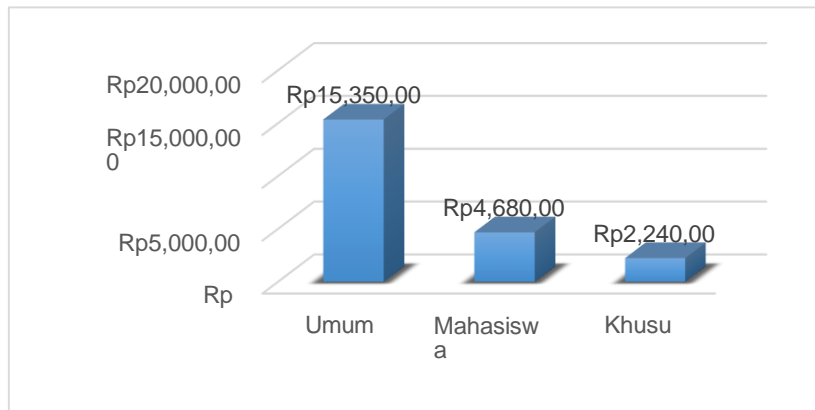 Rp20,000,00
Rp15,350,00
Rp15,000,00
0
Rp4,680,00
Rp2,240,00
Rp5,000,00
Rp
Umum
Mahasisw
a
Khusu